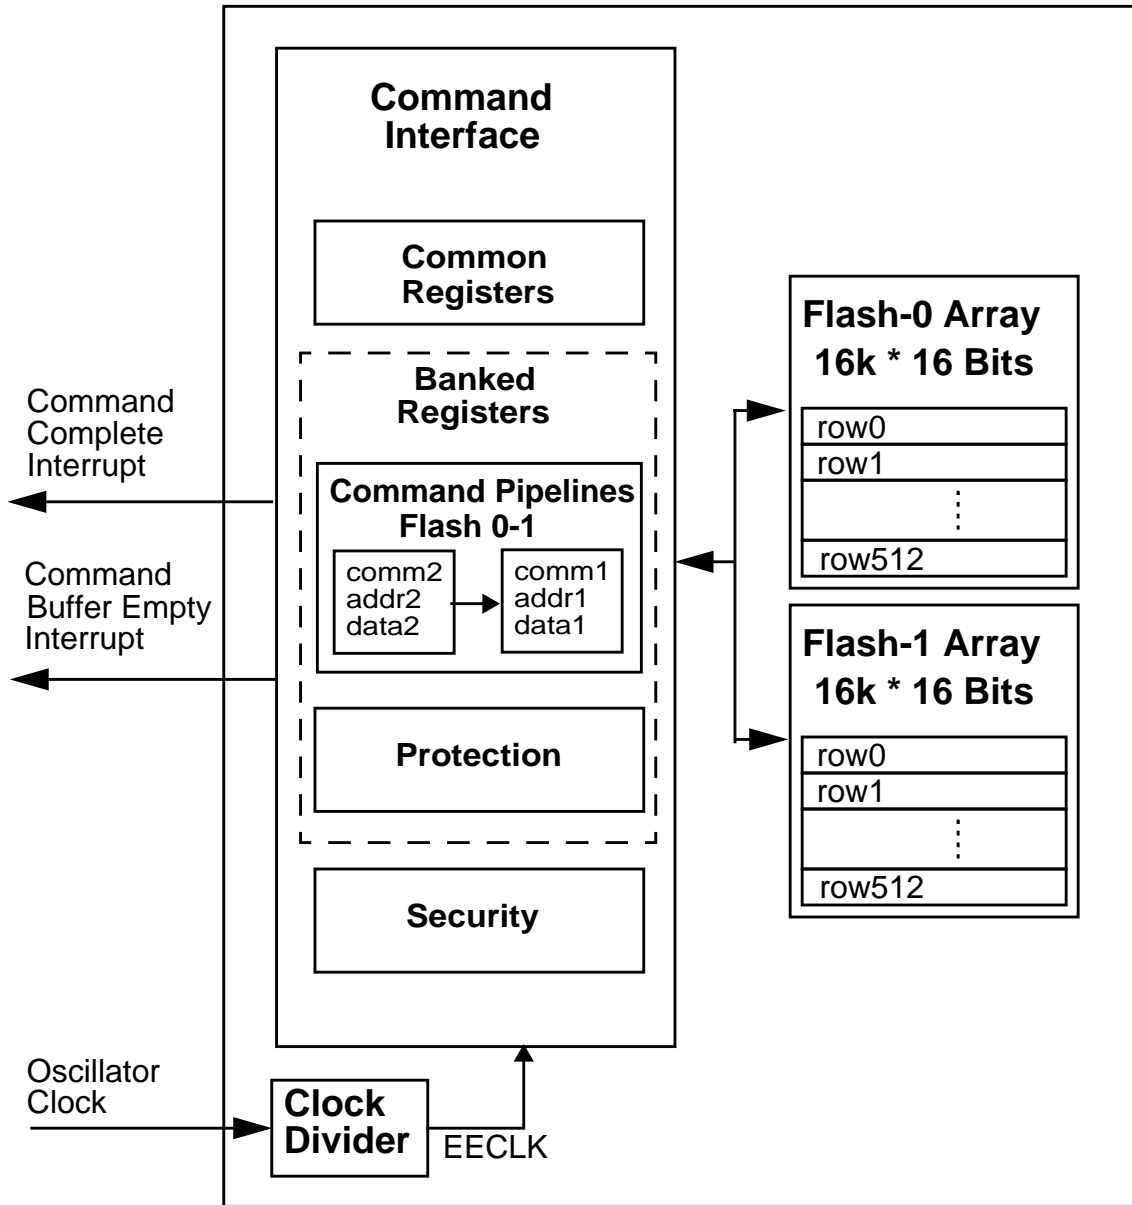 Command
Interface
Common
Registers
Banked
Registers
Command Pipelines
Flash 0-1
comm2
addr2
data2
comm1
addr1
data1
Protection
Security
Command
Complete
Interrupt
Command
Buffer Empty
Interrupt
Oscillator
Clock
Clock
Divider
EECLK
Flash-0 Array
16k * 16 Bits
row0
row1
row512
Flash-1 Array
16k * 16 Bits
row0
row1
row512